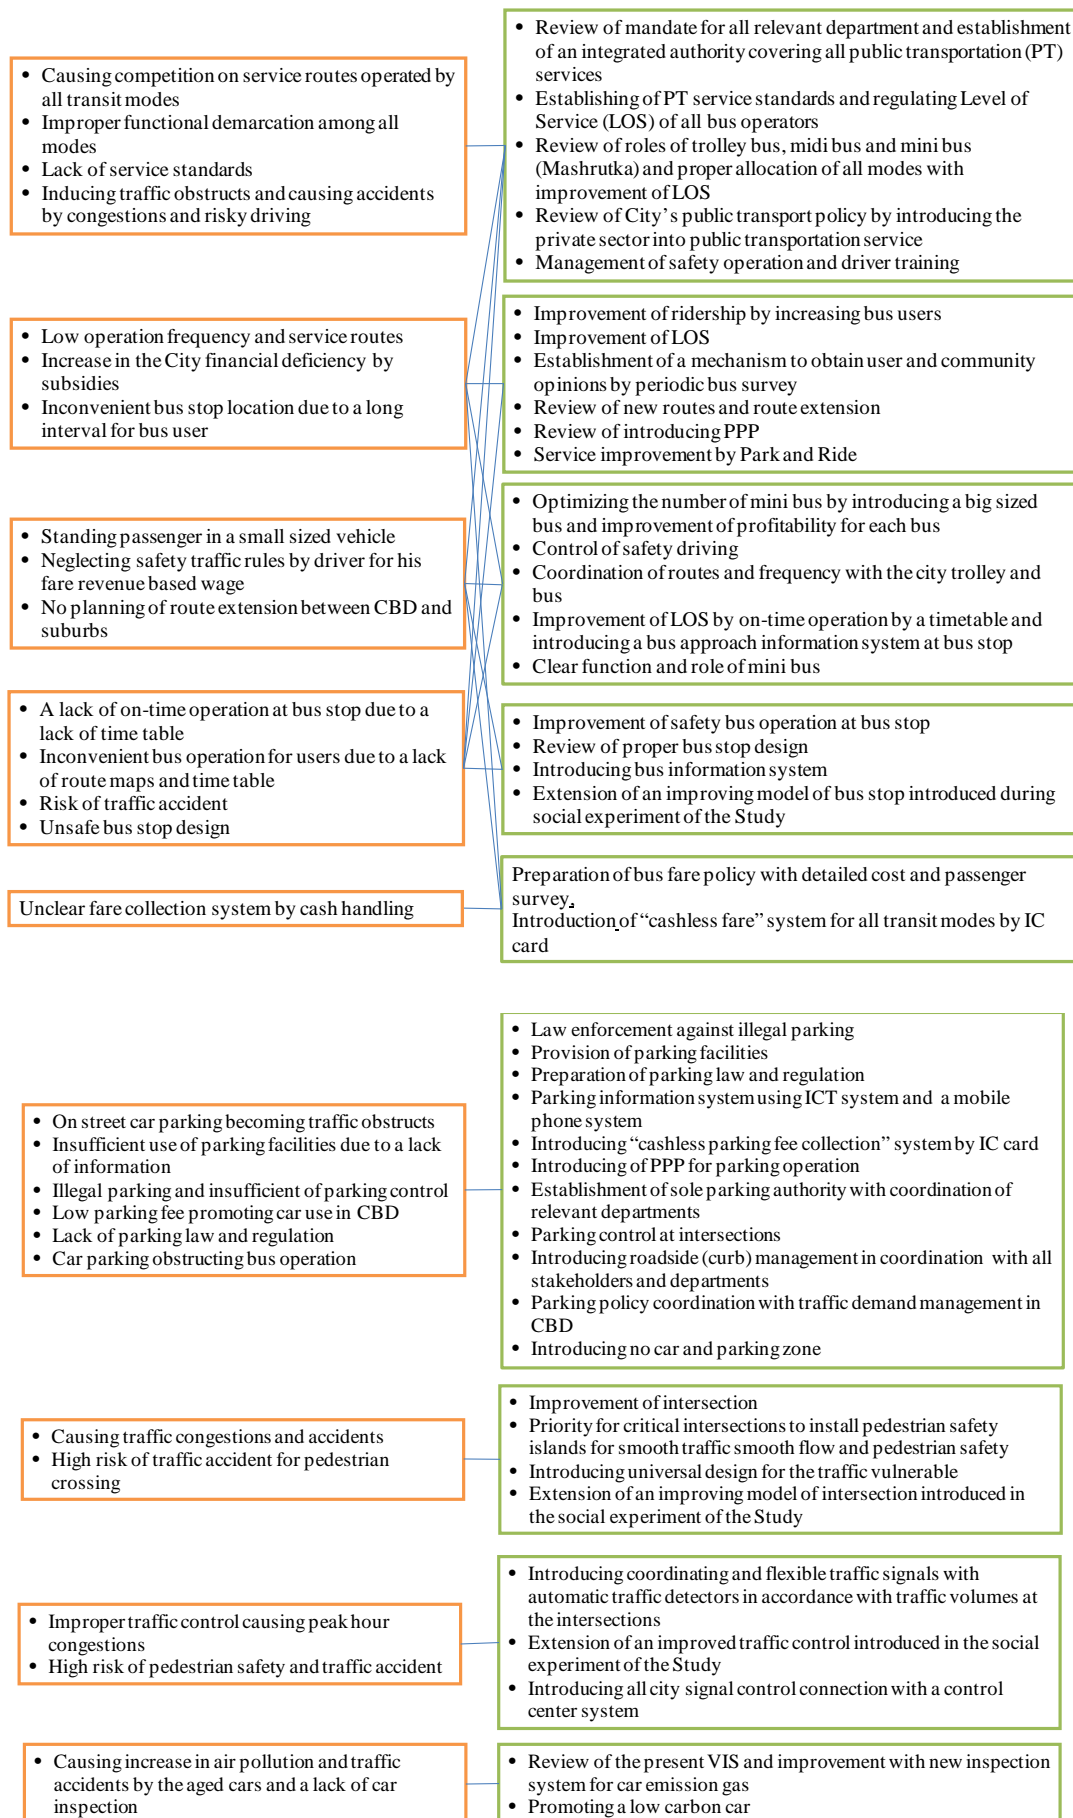 • Causing competition on service routes operated by
all transit modes
• Improper functional demarcation among all
modes
• Lack of service standards
• Inducing traffic obstructs and causing accidents
by congestions and risky driving
• Review of mandate for all relevant department and establishment
of an integrated authority covering all public transportation (PT)
services
• Establishing of PT service standards and regulating Level of
Service (LOS) of all bus operators
• Review of roles of trolley bus, midi bus and mini bus
(Mashrutka) and proper allocation of all modes with
improvement of LOS
• Review of City’s public transport policy by introducing the
private sector into public transportation service
• Management of safety operation and driver training
• Low operation frequency and service routes
• Increase in the City financial deficiency by
subsidies
• Inconvenient bus stop location due to a long
interval for bus user
• Improvement of ridership by increasing bus users
• Improvement of LOS
• Establishment of a mechanism to obtain user and community
opinions by periodic bus survey
• Review of new routes and route extension
• Review of introducing PPP
• Service improvement by Park and Ride
• Standing passenger in a small sized vehicle
• Neglecting safety traffic rules by driver for his
fare revenue based wage
• No planning of route extension between CBD and
suburbs
• Optimizing the number of mini bus by introducing a big sized
bus and improvement of profitability for each bus
• Control of safety driving
• Coordination of routes and frequency with the city trolley and
bus
• Improvement of LOS by on-time operation by a timetable and
introducing a bus approach information system at bus stop
• Clear function and role of mini bus
• A lack of on-time operation at bus stop due to a
lack of time table
• Inconvenient bus operation for users due to a lack
of route maps and time table
• Risk of traffic accident
• Unsafe bus stop design
• Improvement of safety bus operation at bus stop
• Review of proper bus stop design
• Introducing bus information system
• Extension of an improving model of bus stop introduced during
social experiment of the Study
Unclear fare collection system by cash handling
Preparation of bus fare policy with detailed cost and passenger
survey.
Introduction of “cashless fare” system for all transit modes by IC
card
• On street car parking becoming traffic obstructs
• Insufficient use of parking facilities due to a lack
of information
• Illegal parking and insufficient of parking control
• Low parking fee promoting car use in CBD
• Lack of parking law and regulation
• Car parking obstructing bus operation
• Law enforcement against illegal parking
• Provision of parking facilities
• Preparation of parking law and regulation
• Parking information system using ICT system and a mobile
phone system
• Introducing “cashless parking fee collection” system by IC card
• Introducing of PPP for parking operation
• Establishment of sole parking authority with coordination of
relevant departments
• Parking control at intersections
• Introducing roadside (curb) management in coordination with all
stakeholders and departments
• Parking policy coordination with traffic demand management in
CBD
• Introducing no car and parking zone
• Causing traffic congestions and accidents
• High risk of traffic accident for pedestrian
crossing
• Improvement of intersection
• Priority for critical intersections to install pedestrian safety
islands for smooth traffic smooth flow and pedestrian safety
• Introducing universal design for the traffic vulnerable
• Extension of an improving model of intersection introduced in
the social experiment of the Study
• Improper traffic control causing peak hour
congestions
• High risk of pedestrian safety and traffic accident
• Introducing coordinating and flexible traffic signals with
automatic traffic detectors in accordance with traffic volumes at
the intersections
• Extension of an improved traffic control introduced in the social
experiment of the Study
• Introducing all city signal control connection with a control
center system
• Causing increase in air pollution and traffic
accidents by the aged cars and a lack of car
inspection
• Review of the present VIS and improvement with new inspection
system for car emission gas
• Promoting a low carbon car